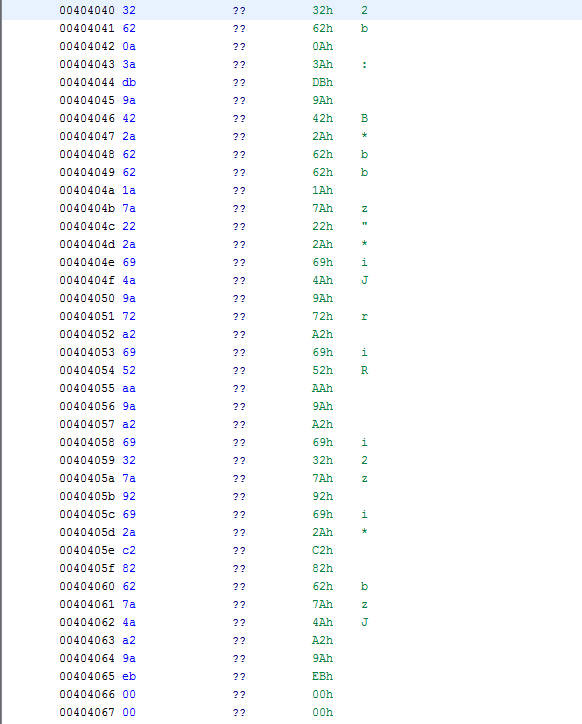 00404040 32 ?? 32h 2
00404041 62 ?? 62h b
00404042 0a ?? 0Ah
00404043 3a ?? 3Ah :
00404044 db ?? DBh
00404045 9a ?? 9Ah
00404046 42 ?? 42h B
00404047 2a ?? 2Ah *
00404048 62 ?? 62h b
00404049 62 ?? 62h b
0040404a 1a ?? 1Ah
0040404b 7a ?? 7Ah z
0040404c 22 ?? 22h "
0040404d 2a ?? 2Ah *
0040404e 69 ?? 69h i
0040404f 4a ?? 4Ah J
00404050 9a ?? 9Ah
00404051 72 ?? 72h r
00404052 a2 ?? A2h
00404053 69 ?? 69h i
00404054 52 ?? 52h R
00404055 aa ?? AAh
00404056 9a ?? 9Ah
00404057 a2 ?? A2h
00404058 69 ?? 69h i
00404059 32 ?? 32h 2
0040405a 7a ?? 7Ah z
0040405b 92 ?? 92h
0040405c 69 ?? 69h i
0040405d 2a ?? 2Ah *
0040405e c2 ?? C2h
0040405f 82 ?? 82h
00404060 62 ?? 62h b
00404061 7a ?? 7Ah z
00404062 4a ?? 4Ah J
00404063 a2 ?? A2h
00404064 9a ?? 9Ah
00404065 eb ?? EBh
00404066 00 ?? 00h
00404067 00 ?? 00h